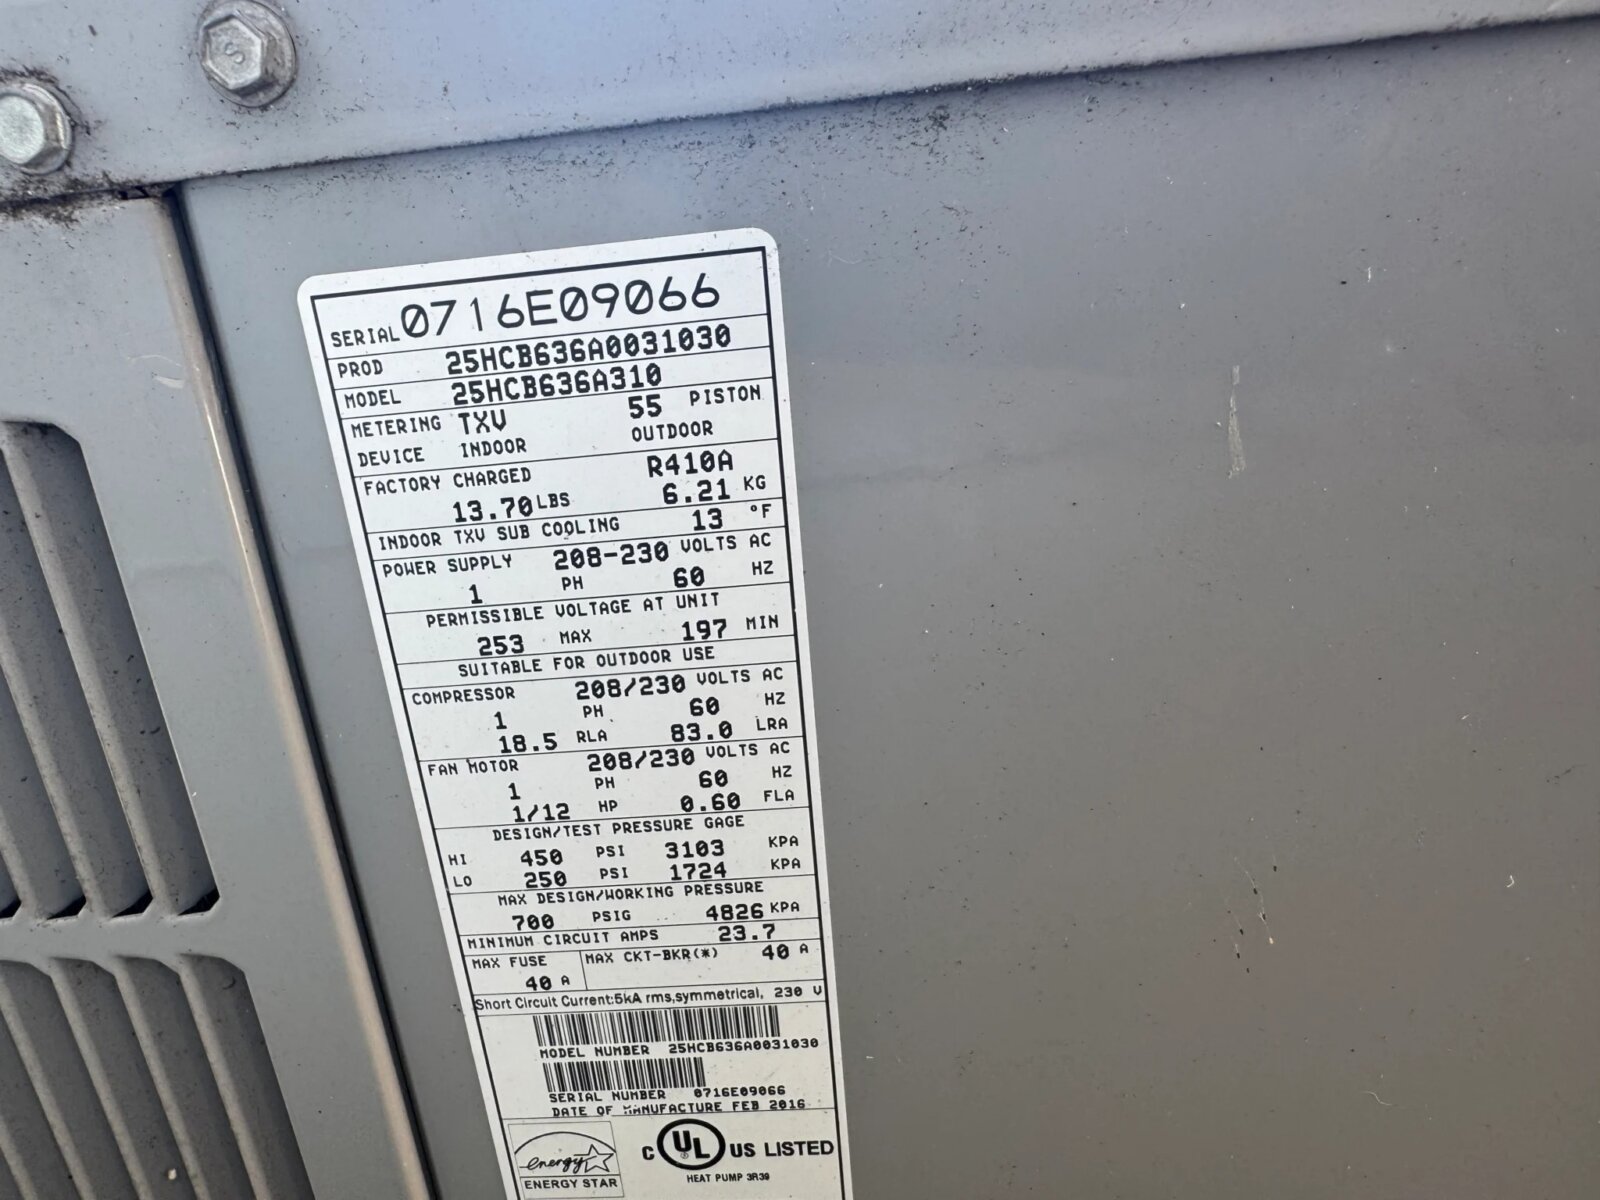 S
SERIAL 0716E09066
PROD 25HCB636A0031030
MODEL 25HCB636A310
METERING TXV 55 PISTON
DEVICE INDOOR OUTDOOR
FACTORY CHARGED R410A
13.70 LBS 6.21 KG
INDOOR TXV SUB COOLING 13 °F
POWER SUPPLY 208-230 VOLTS AC
1 PH 60 HZ
PERMISSIBLE VOLTAGE AT UNIT
253 MAX 197 MIN
SUITABLE FOR OUTDOOR USE
COMPRESSOR 208/230 VOLTS AC
1 PH 60 HZ
18.5 RLA 83.0 LRA
FAN MOTOR 208/230 VOLTS AC
1 PH 60 HZ
1/12 HP 0.60 FLA
DESIGN/TEST PRESSURE GAGE
HI 450 PSI 3103 KPA
LO 250 PSI 1724 KPA
MAX DESIGN/WORKING PRESSURE
700 PSIG 4826 KPA
MINIMUM CIRCUIT AMPS 23.7
MAX FUSE MAX CKT-BKR(*) 40 A
40 A
Short Circuit Current:5kA rms,symmetrical, 230 V
MODEL NUMBER 25HCB636A0031030
SERIAL NUMBER 0716E09066
DATE OF MANUFACTURE FEB 2016
energy
ENERGY STAR
C UL ® US LISTED
HEAT PUMP 3R39